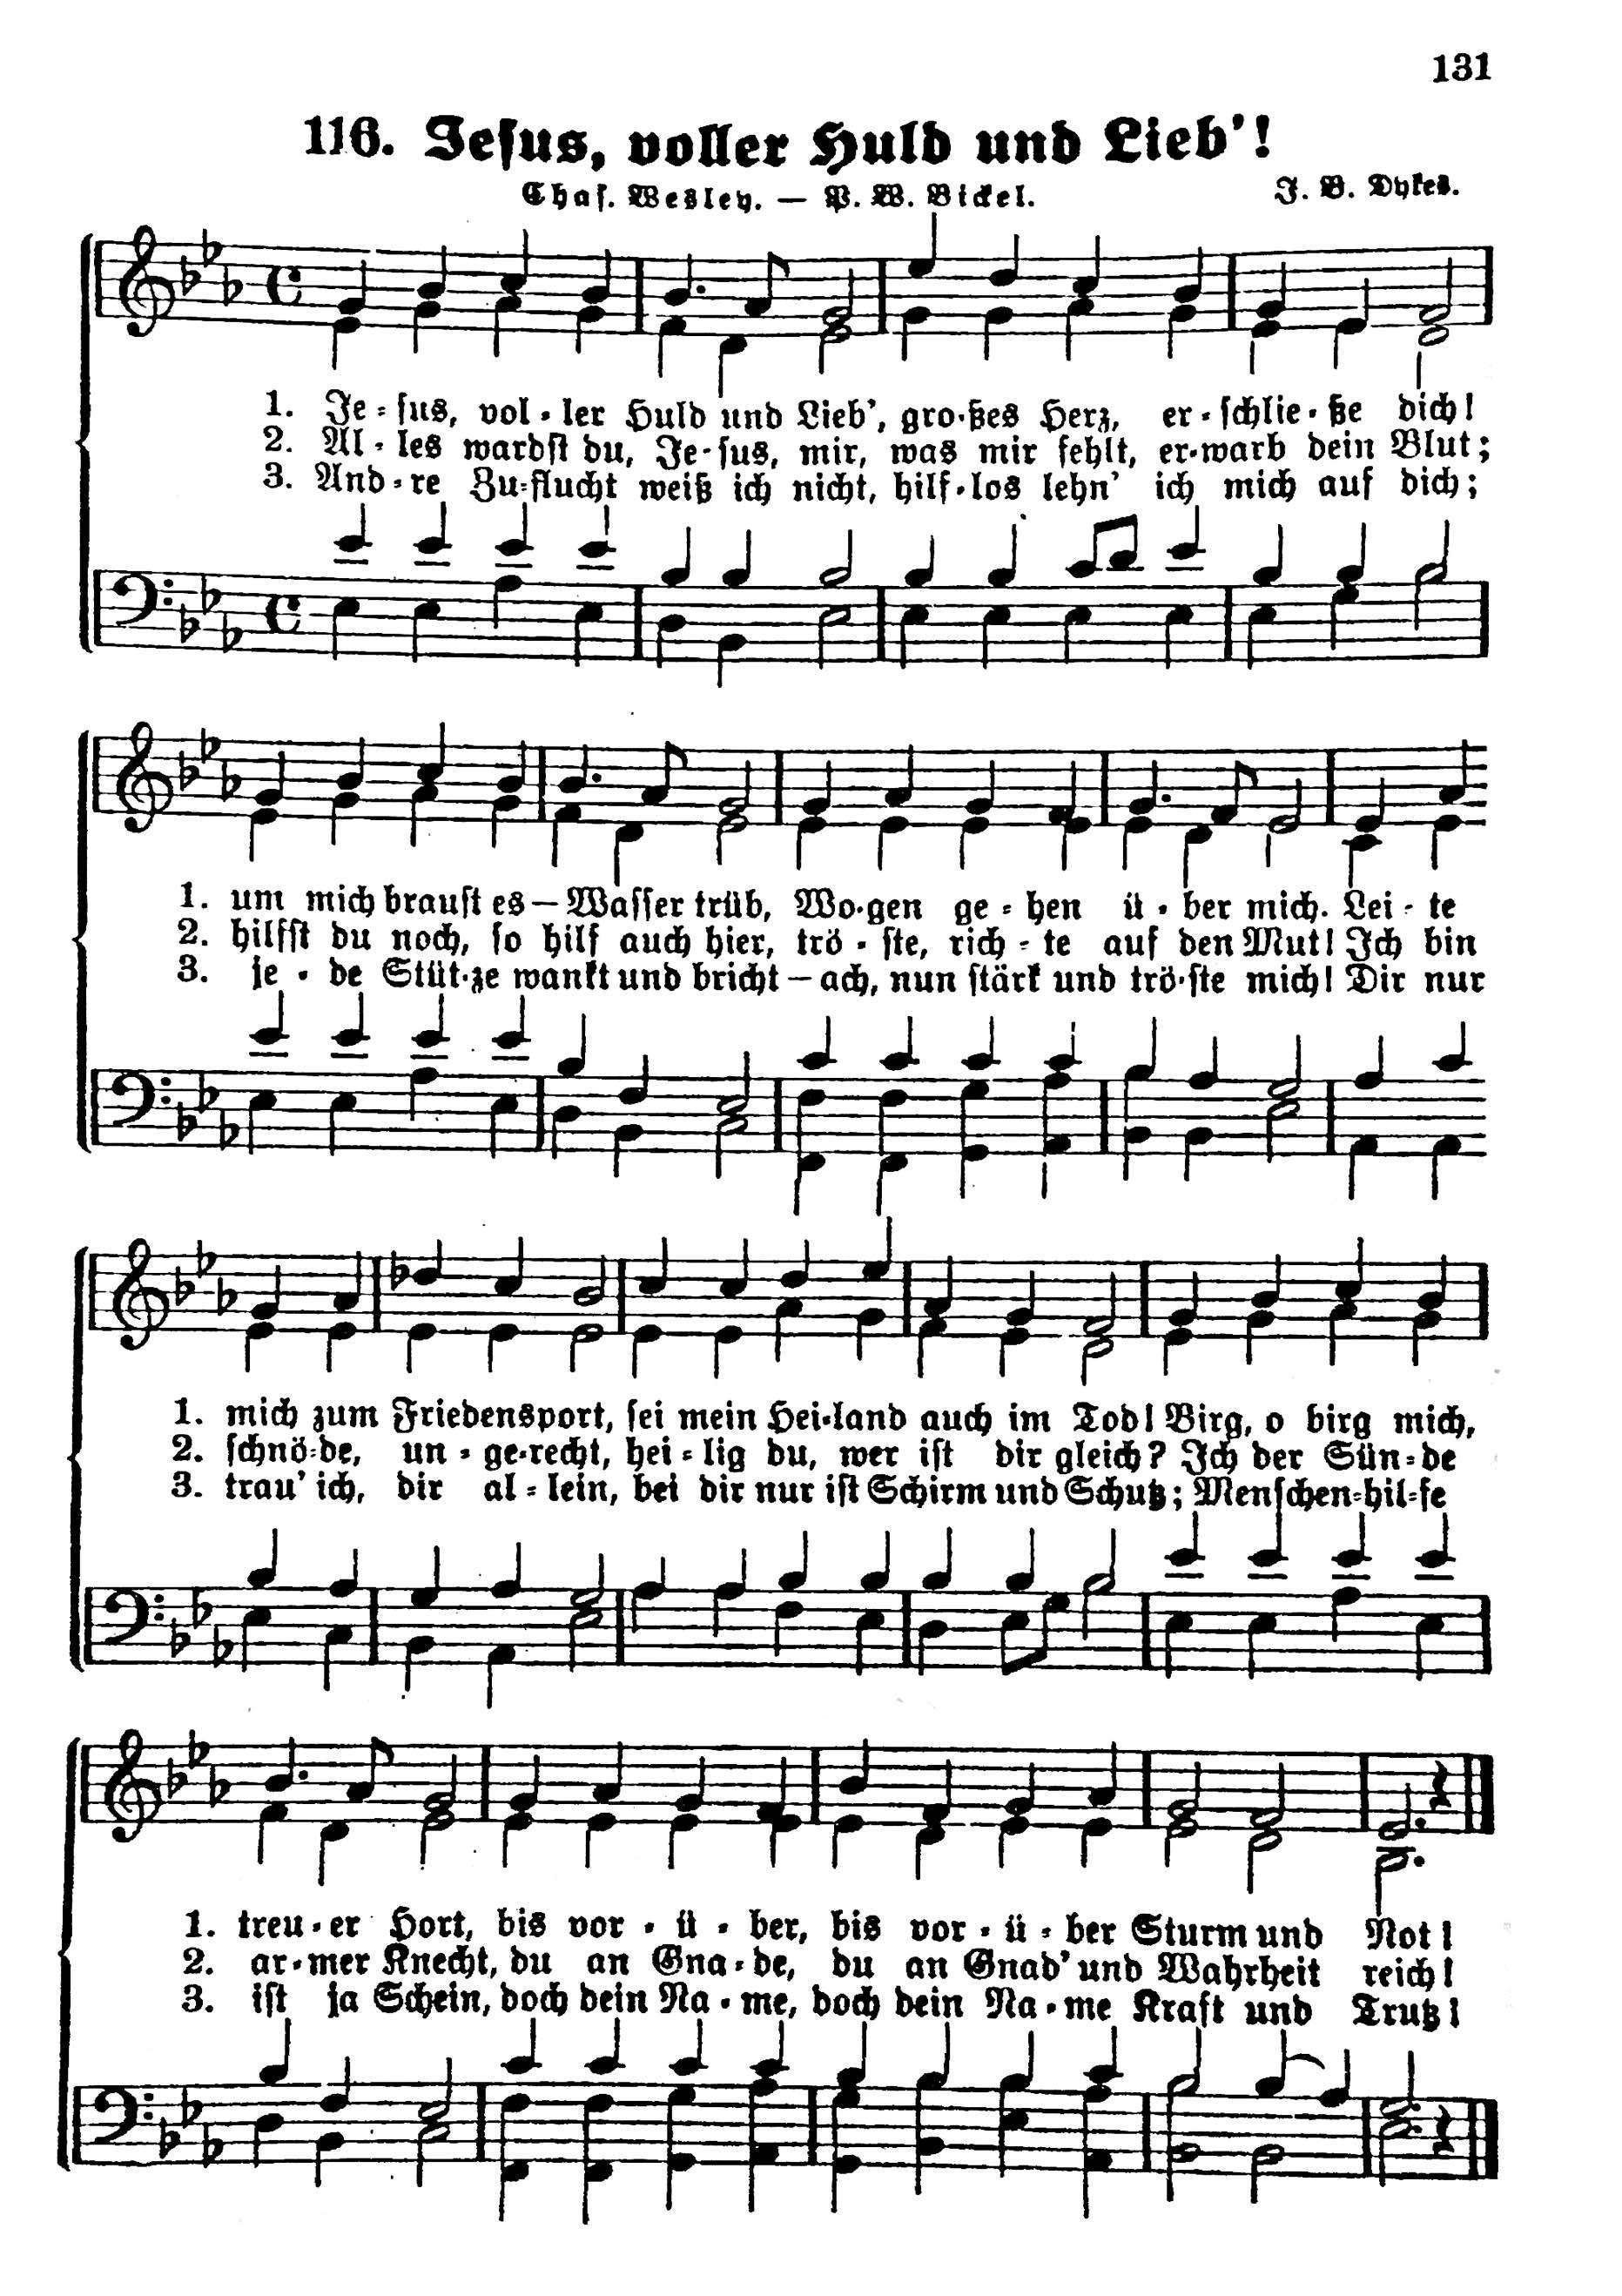 131
116. Jesus, voller Huld und Lieb'!
Chas. Wesley. — P. W. Bickel.
J. B. Dykes.
1. Je=sus, vol=ler Huld und Lieb', gro=ßes Herz, er=schlie=ße dich!
2. Al=les wardst du, Je=sus, mir, was mir fehlt, er=warb dein Blut;
3. And=re Zu=flucht weiß ich nicht, hilf=los lehn' ich mich auf dich;
1. um mich braust es — Wasser trüb, Wo=gen ge=hen ü=ber mich. Lei=te
2. hilfst du noch, so hilf auch hier, trö=ste, rich=te auf den Mut! Ich bin
3. je=de Stüt=ze wankt und bricht — ach, nun stärk und trö=ste mich! Dir nur
1. mich zum Friedensport, sei mein Hei=land auch im Tod! Birg, o birg mich,
2. schnö=de, un=ge=recht, hei=lig du, wer ist dir gleich? Ich der Sün=de
3. trau' ich, dir al=lein, bei dir nur ist Schirm und Schutz; Menschen=hil=fe
1. treu=er Hort, bis vor=ü=ber, bis vor=ü=ber Sturm und Not!
2. ar=mer Knecht, du an Gna=de, du an Gnad' und Wahrheit reich!
3. ist ja Schein, doch dein Na=me, doch dein Na=me Kraft und Trutz!